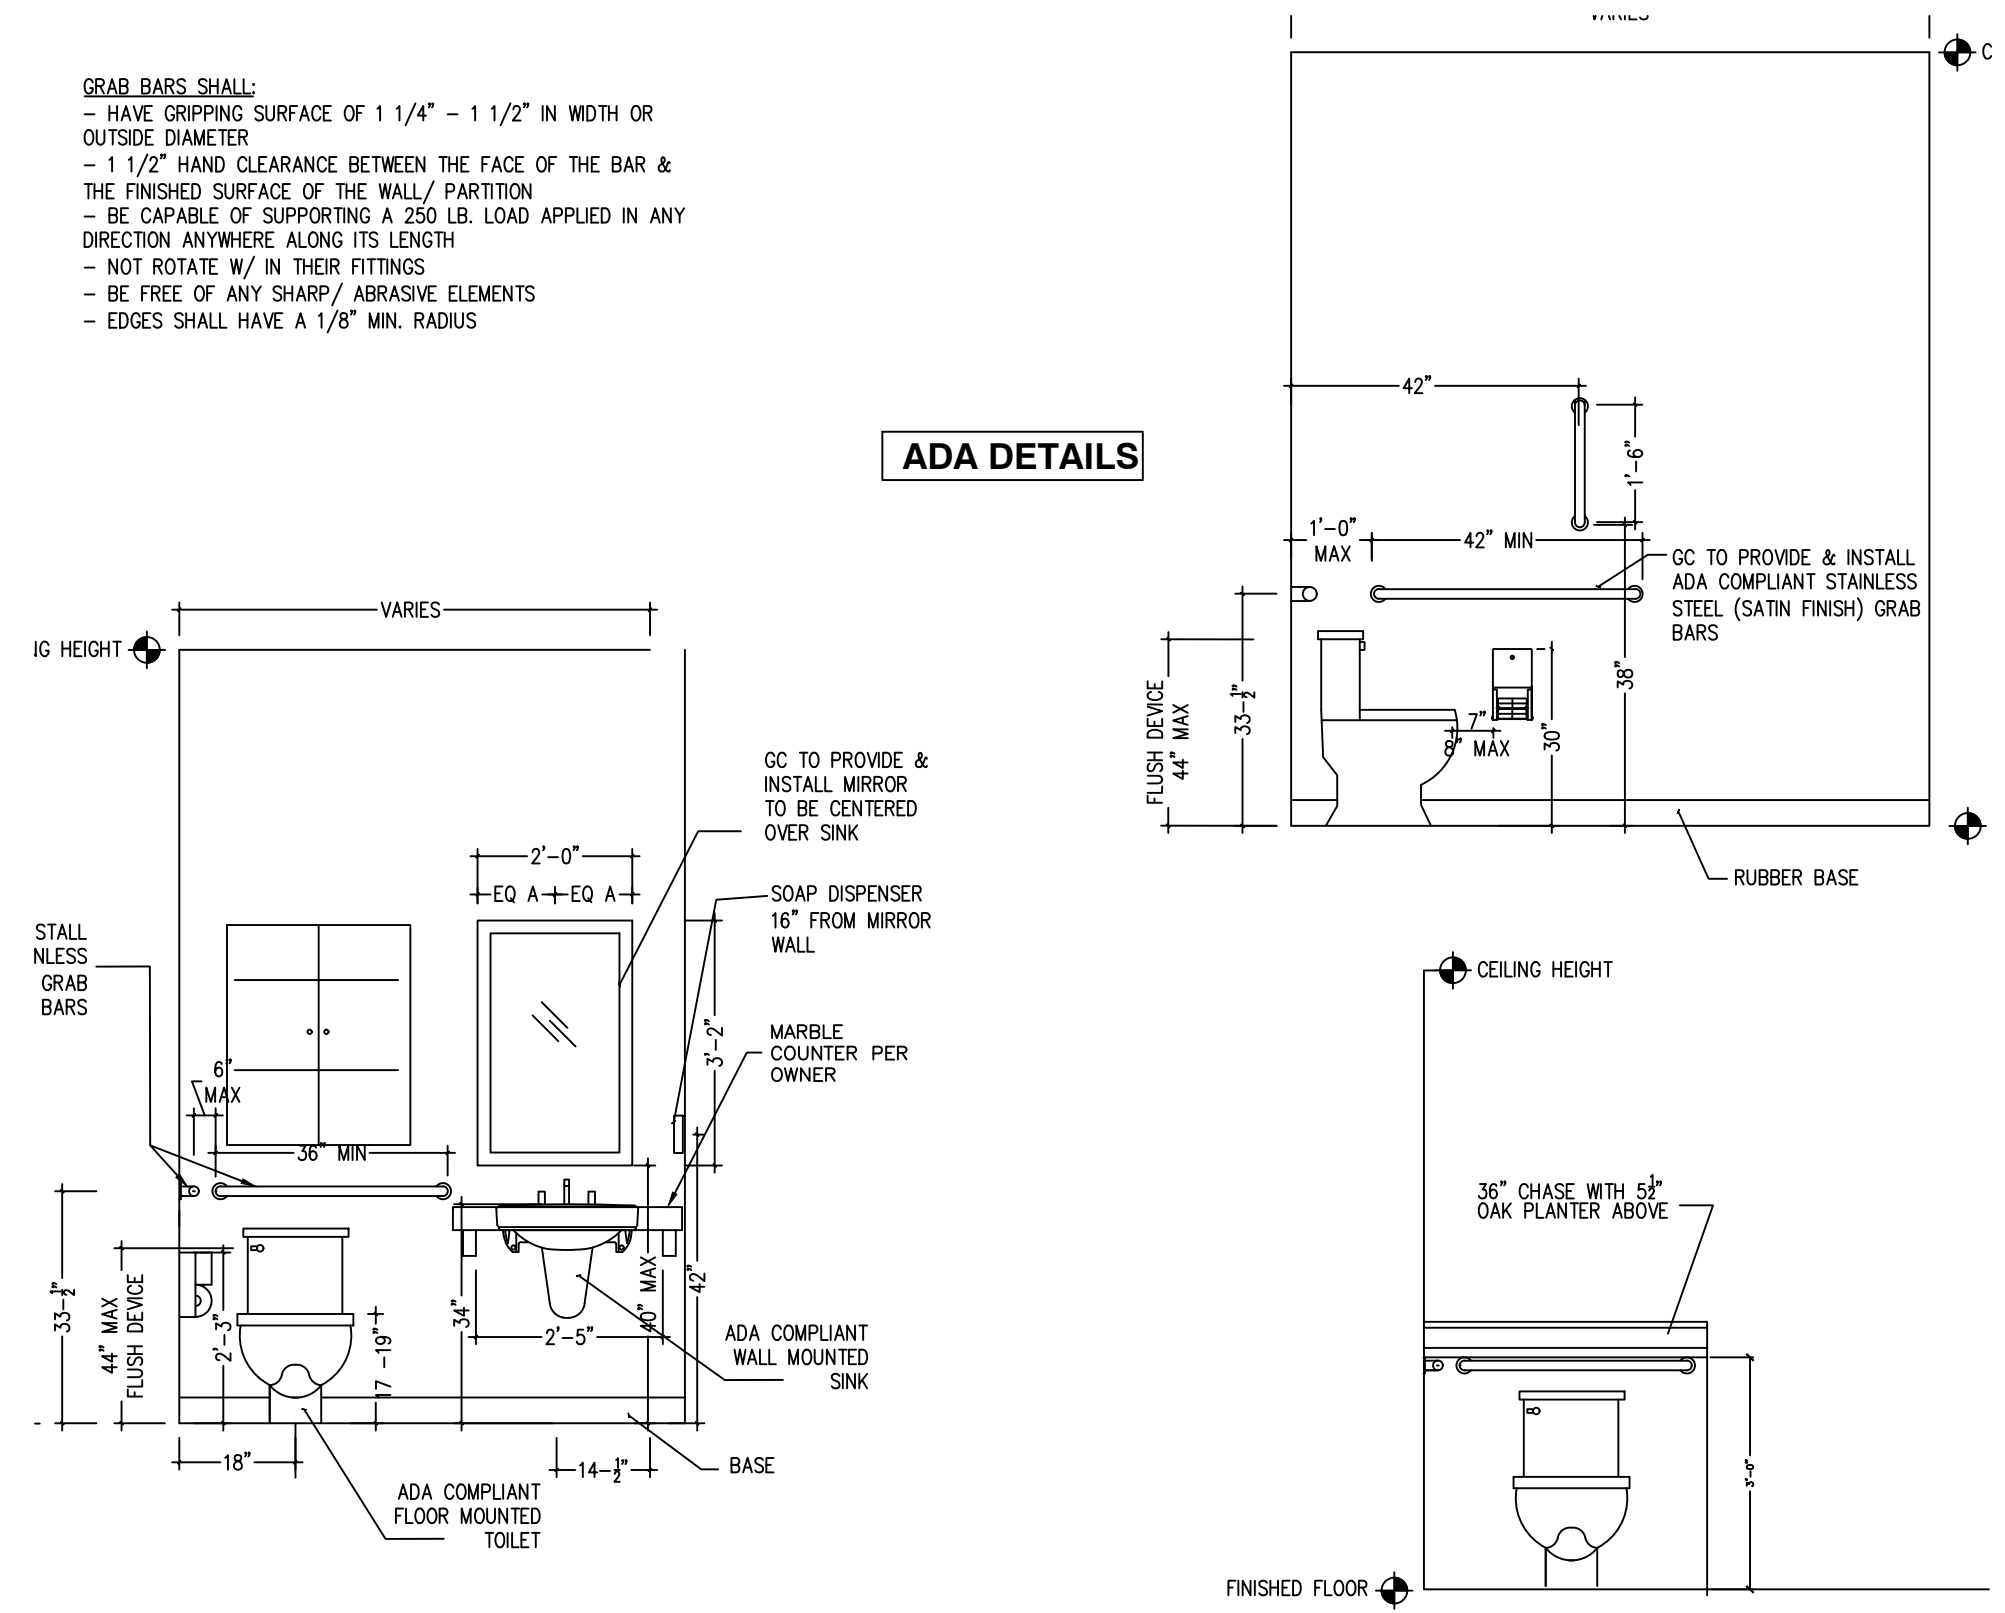 GRAB BARS SHALL:
– HAVE GRIPPING SURFACE OF 1 1/4" – 1 1/2" IN WIDTH OR
OUTSIDE DIAMETER
– 1 1/2" HAND CLEARANCE BETWEEN THE FACE OF THE BAR &
THE FINISHED SURFACE OF THE WALL/ PARTITION
– BE CAPABLE OF SUPPORTING A 250 LB. LOAD APPLIED IN ANY
DIRECTION ANYWHERE ALONG ITS LENGTH
– NOT ROTATE W/ IN THEIR FITTINGS
– BE FREE OF ANY SHARP/ ABRASIVE ELEMENTS
– EDGES SHALL HAVE A 1/8" MIN. RADIUS
ADA DETAILS
VARIES
42"
1'-6"
1'-0"
MAX
42" MIN
GC TO PROVIDE & INSTALL
ADA COMPLIANT STAINLESS
STEEL (SATIN FINISH) GRAB
BARS
FLUSH DEVICE
44" MAX
33-1/2"
7"
8" MAX
30"
38"
RUBBER BASE
VARIES
HEIGHT
GC TO PROVIDE &
INSTALL MIRROR
TO BE CENTERED
OVER SINK
2'-0"
EQ A
EQ A
SOAP DISPENSER
16" FROM MIRROR
WALL
STALL
NLESS
GRAB
BARS
3'-2"
MARBLE
COUNTER PER
OWNER
6"
MAX
36" MIN
33-1/2"
44" MAX
FLUSH DEVICE
2'-3"
17 -19"
34"
2'-5"
40" MAX
42"
ADA COMPLIANT
WALL MOUNTED
SINK
18"
14-1/2"
BASE
ADA COMPLIANT
FLOOR MOUNTED
TOILET
CEILING HEIGHT
36" CHASE WITH 5 1/2"
OAK PLANTER ABOVE
3'-0"
FINISHED FLOOR